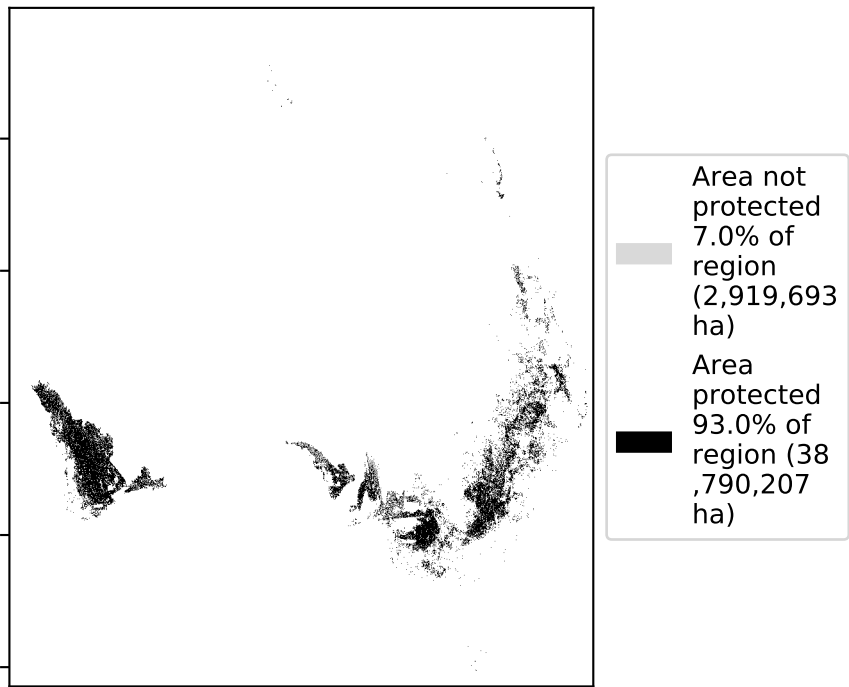 Area not
protected
7.0% of
region
(2,919,693
ha)
Area
protected
93.0% of
region (38
,790,207
ha)